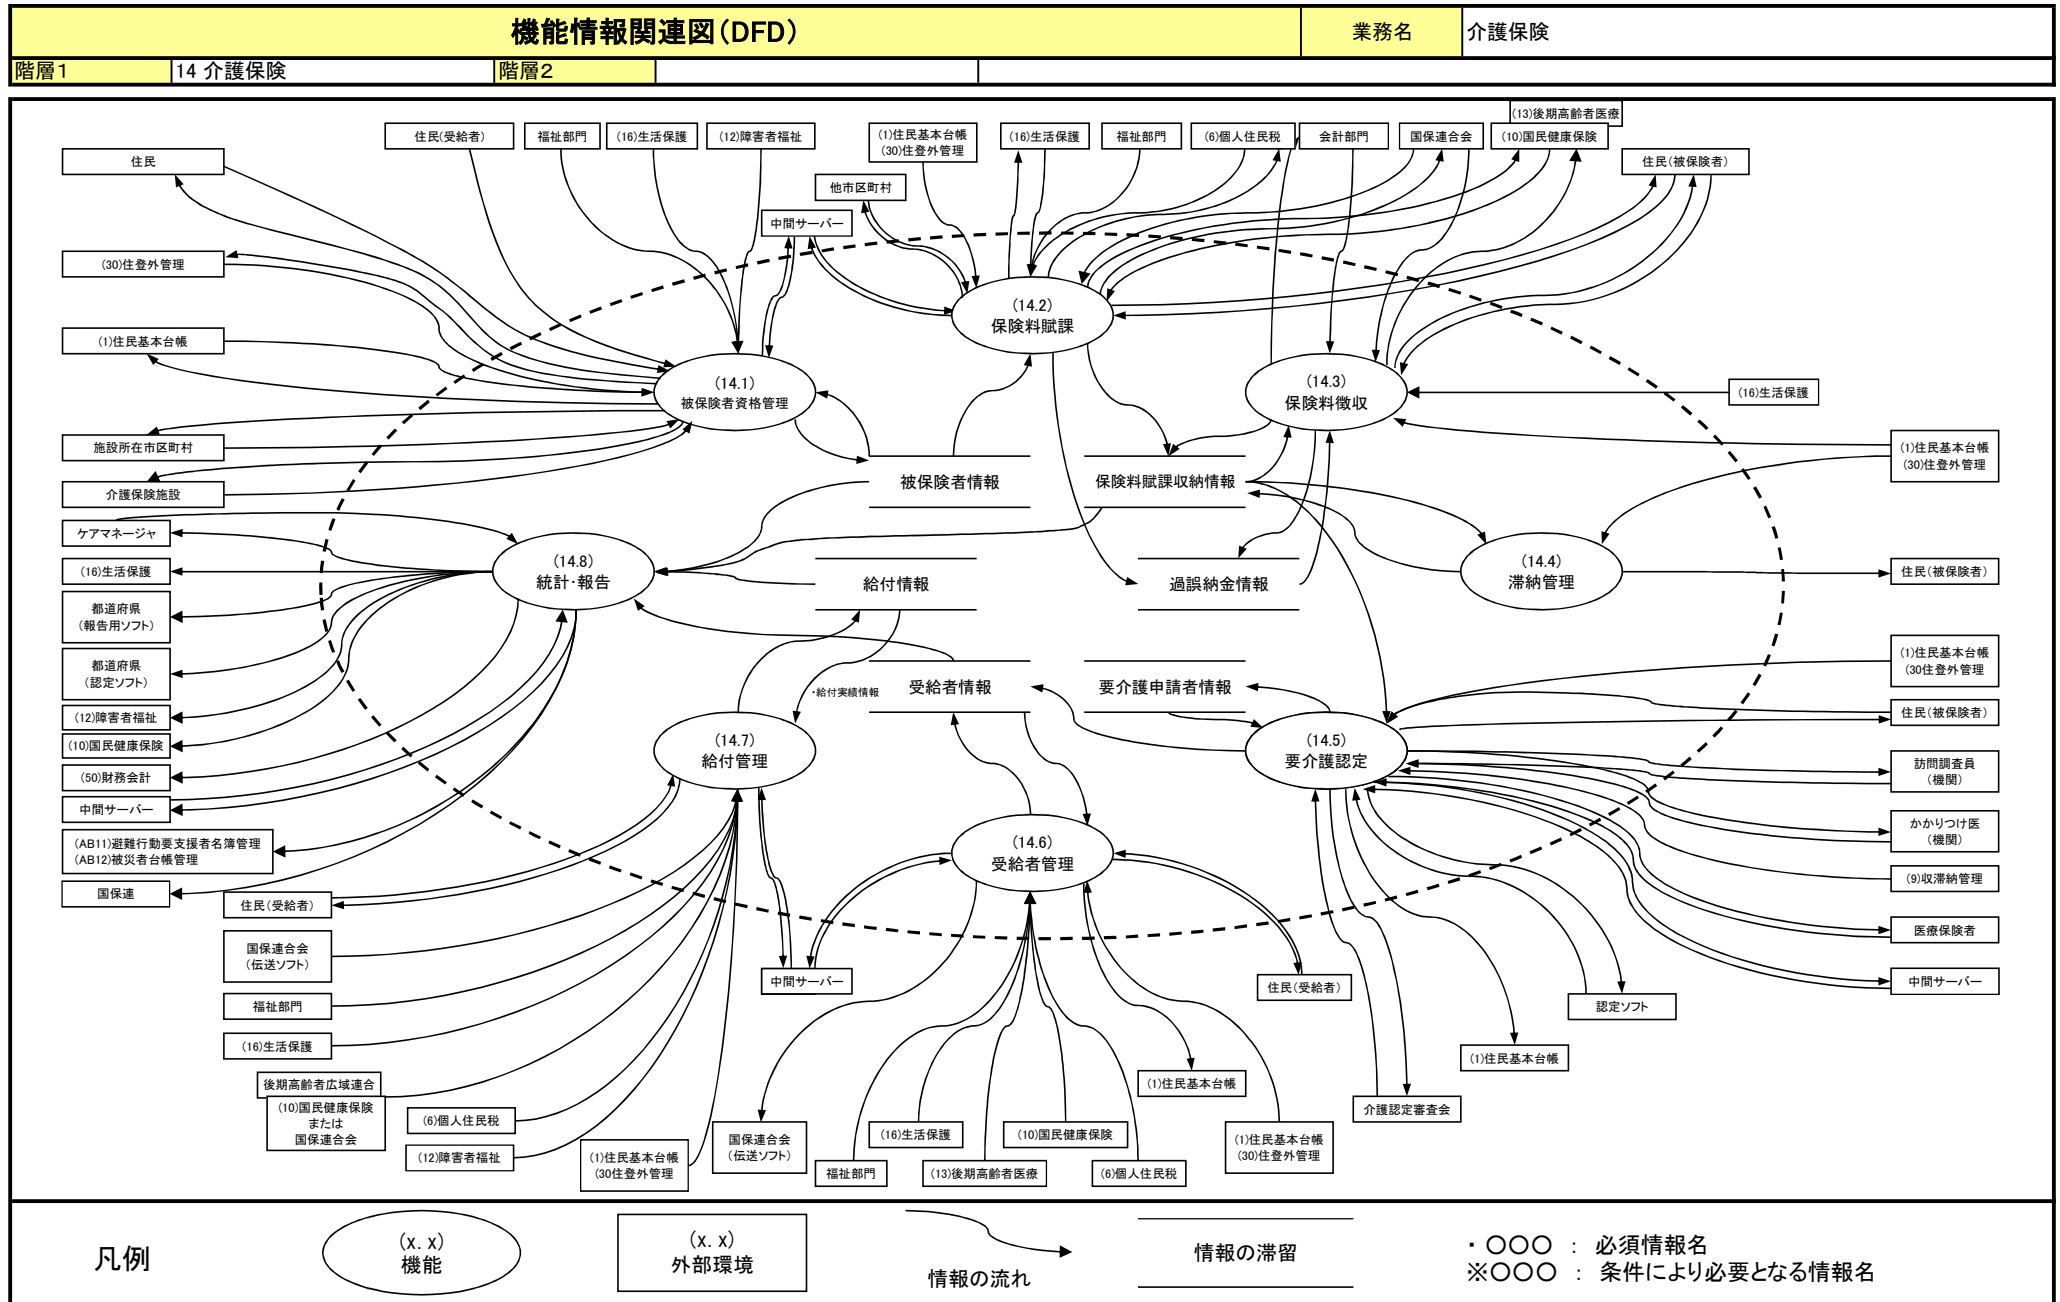 機能情報関連図(DFD)
業務名
介護保険
階層1
14 介護保険
階層2
(13)後期高齢者医療
住民(受給者)
福祉部門
(16)生活保護
(12)障害者福祉
(1)住民基本台帳
(30)住登外管理
(16)生活保護
福祉部門
(6)個人住民税
会計部門
国保連合会
(10)国民健康保険
住民
住民(被保険者)
他市区町村
中間サーバー
(30)住登外管理
(14.2)
保険料賦課
(1)住民基本台帳
(14.1)
被保険者資格管理
(14.3)
保険料徴収
(16)生活保護
施設所在市区町村
(1)住民基本台帳
(30)住登外管理
介護保険施設
被保険者情報
保険料賦課収納情報
ケアマネージャ
(14.8)
統計・報告
(14.4)
滞納管理
(16)生活保護
給付情報
過誤納金情報
住民(被保険者)
都道府県
(報告用ソフト)
都道府県
(認定ソフト)
(1)住民基本台帳
(30住登外管理
・給付実績情報
受給者情報
要介護申請者情報
(12)障害者福祉
住民(被保険者)
(10)国民健康保険
(14.7)
給付管理
(14.5)
要介護認定
(50)財務会計
訪問調査員
(機関)
中間サーバー
かかりつけ医
(機関)
(AB11)避難行動要支援者名簿管理
(AB12)被災者台帳管理
(14.6)
受給者管理
(9)収滞納管理
国保連
住民(受給者)
医療保険者
国保連合会
(伝送ソフト)
中間サーバー
住民(受給者)
中間サーバー
福祉部門
認定ソフト
(16)生活保護
(1)住民基本台帳
後期高齢者広域連合
(1)住民基本台帳
(10)国民健康保険
または
国保連合会
(6)個人住民税
介護認定審査会
(12)障害者福祉
(1)住民基本台帳
(30住登外管理
国保連合会
(伝送ソフト)
(16)生活保護
(10)国民健康保険
(1)住民基本台帳
(30)住登外管理
福祉部門
(13)後期高齢者医療
(6)個人住民税
凡例
(x. x)
機能
(x. x)
外部環境
情報の流れ
情報の滞留
・ 〇〇〇 : 必須情報名
※〇〇〇 : 条件により必要となる情報名